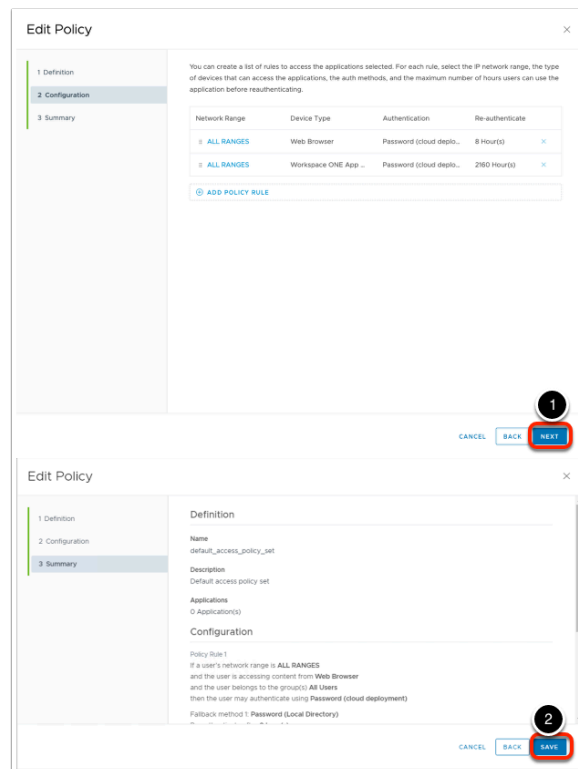 Edit Policy
1 Definition
2 Configuration
3 Summary
You can create a list of rules to access the applications selected. For each rule, select the IP network range, the type
of devices that can access the applications, the auth methods, and the maximum number of hours users can use the
application before reauthenticating.
Network Range Device Type Authentication Re-authenticate
ALL RANGES Web Browser Password (cloud deplo... 8 Hour(s)
ALL RANGES Workspace ONE App ... Password (cloud deplo... 2160 Hour(s)
ADD POLICY RULE
1
CANCEL BACK NEXT
Edit Policy
1 Definition
2 Configuration
3 Summary
Definition
Name
default_access_policy_set
Description
Default access policy set
Applications
0 Application(s)
Configuration
Policy Rule 1
If a user's network range is ALL RANGES
and the user is accessing content from Web Browser
and the user belongs to the group(s) All Users
then the user may authenticate using Password (cloud deployment)
Fallback method 1: Password (Local Directory)
2
CANCEL BACK SAVE